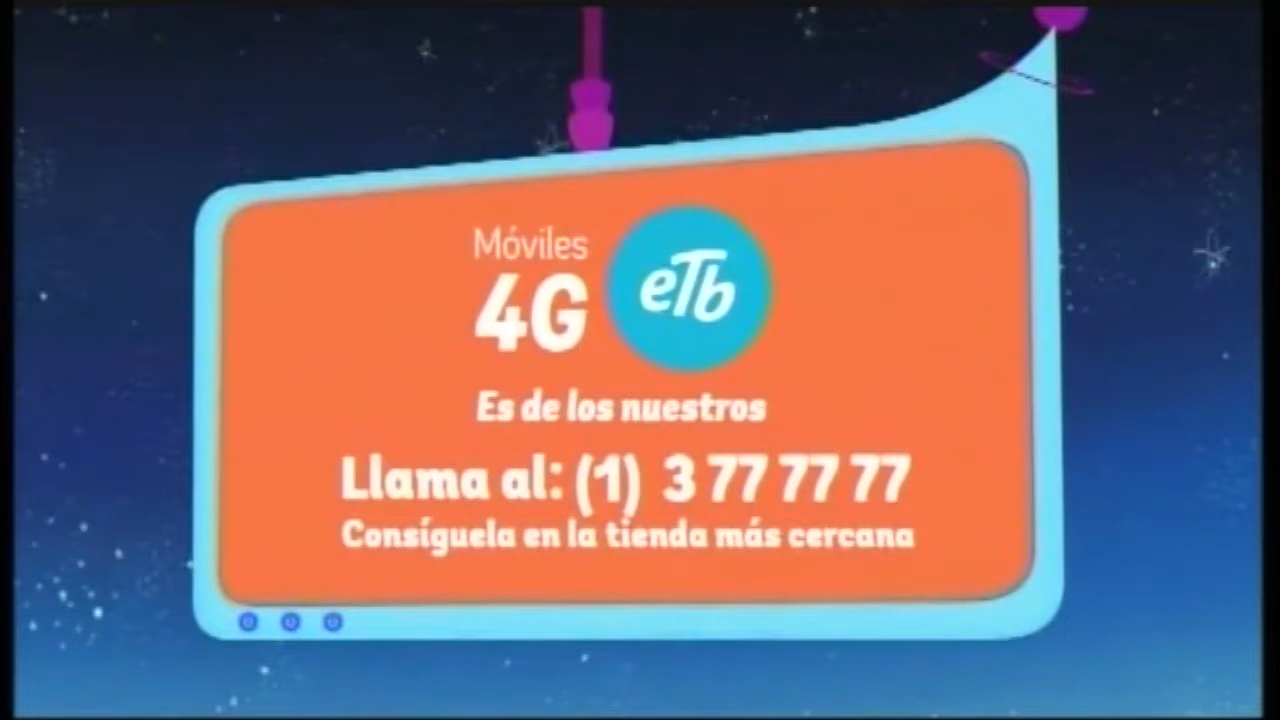 Móviles
4G
eTb
Es de los nuestros
Llama al: (1) 3 77 77 77
Consíguela en la tienda más cercana